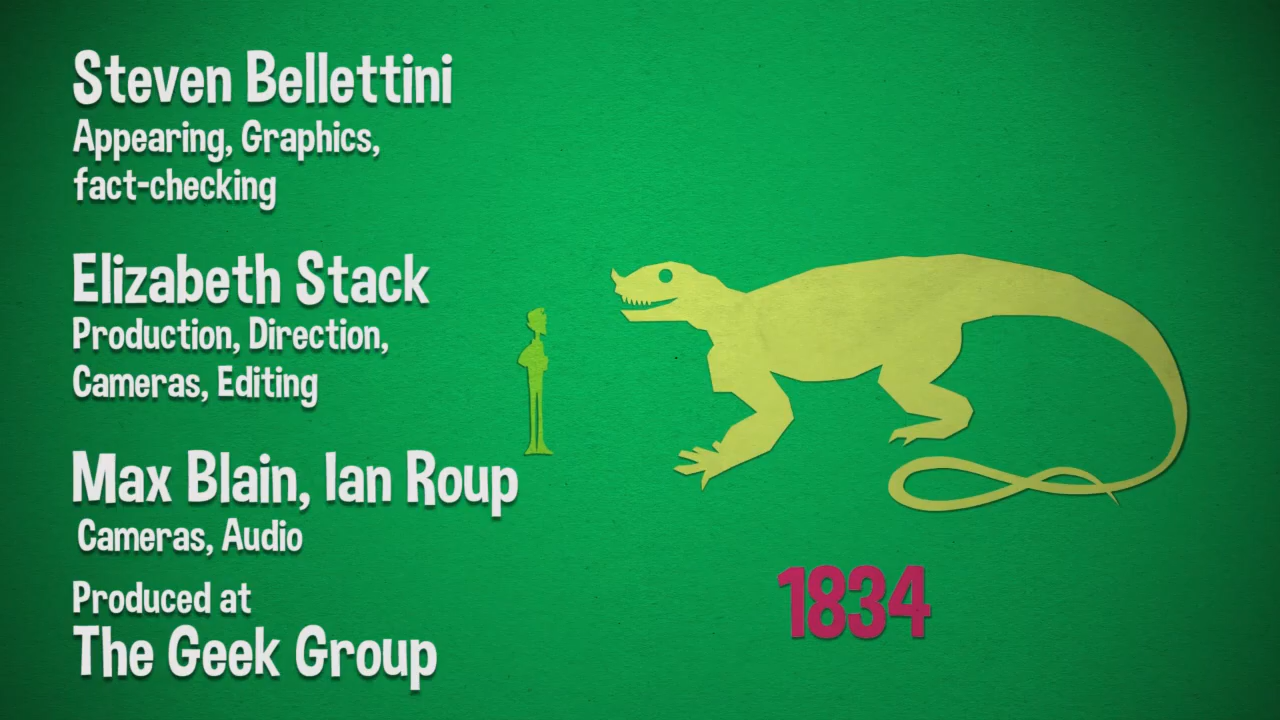 Steven Bellettini
Appearing, Graphics,
fact-checking
Elizabeth Stack
Production, Direction,
Cameras, Editing
Max Blain, Ian Roup
Cameras, Audio
Produced at
The Geek Group
1834